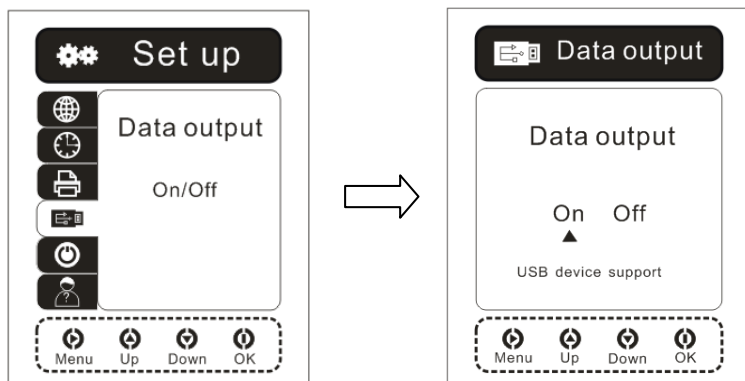 Set up
Data output
On/Off
Menu Up Down OK
Data output
Data output
On Off
USB device support
Menu Up Down OK